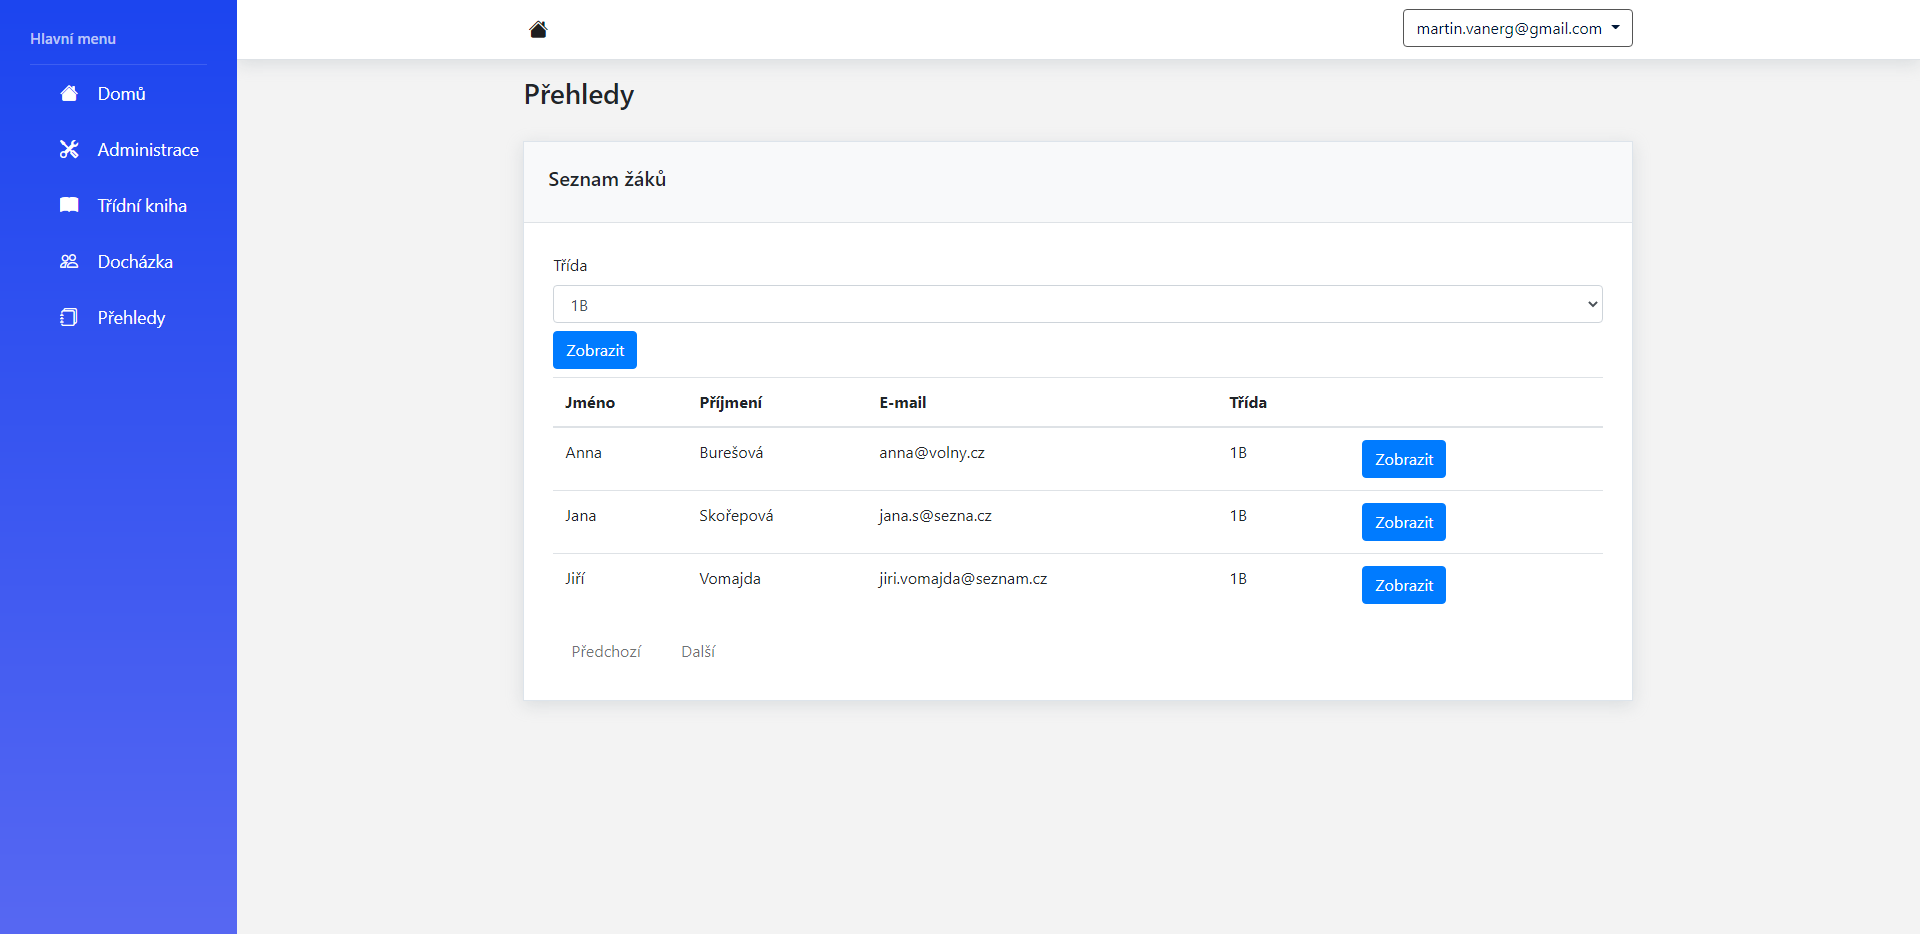 Hlavní menu
Domů
Administrace
Třídní kniha
Docházka
Přehledy
martin.vanerg@gmail.com
Přehledy
Seznam žáků
Třída
1B
Zobrazit
Jméno Příjmení E-mail Třída
Anna Burešová anna@volny.cz 1B Zobrazit
Jana Skořepová jana.s@sezna.cz 1B Zobrazit
Jiří Vomajda jiri.vomajda@seznam.cz 1B Zobrazit
Předchozí Další